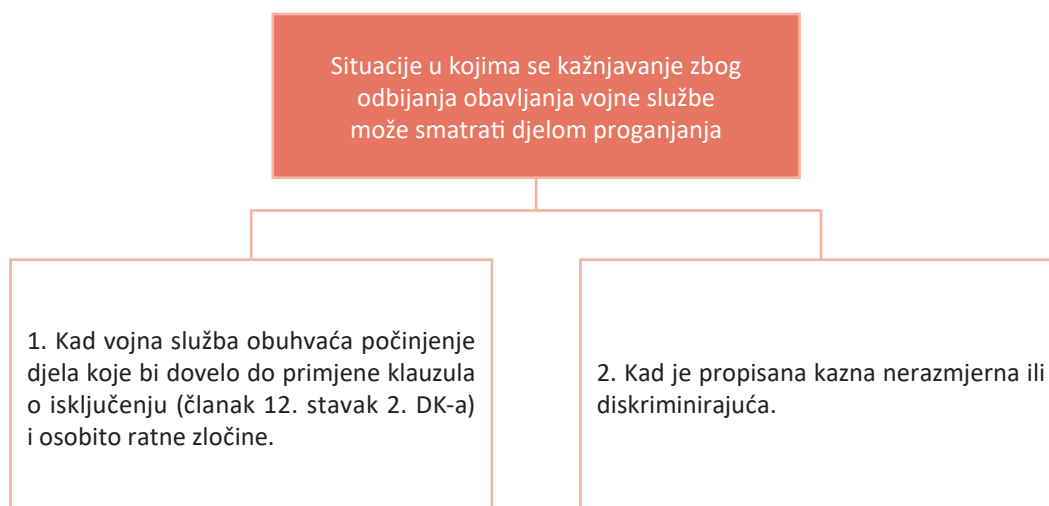 Situacije u kojima se kažnjavanje zbog
odbijanja obavljanja vojne službe
može smatrati djelom proganjanja
1. Kad vojna služba obuhvaća počinjenje
djela koje bi dovelo do primjene klauzula
o isključenju (članak 12. stavak 2. DK-a)
i osobito ratne zločine.
2. Kad je propisana kazna nerazmjerna ili
diskriminirajuća.